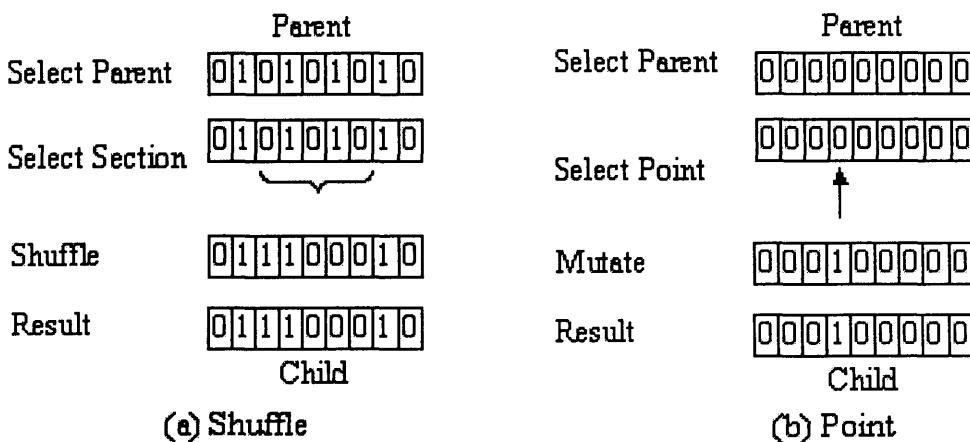 Parent
Select Parent 0 1 0 1 0 1 0 1 0
Select Section 0 1 0 1 0 1 0 1 0
Shuffle 0 1 1 1 0 0 0 1 0
Result 0 1 1 1 0 0 0 1 0
Child
(a) Shuffle
Parent
Select Parent 0 0 0 0 0 0 0 0 0
Select Point 0 0 0 0 0 0 0 0 0
Mutate 0 0 0 1 0 0 0 0 0
Result 0 0 0 1 0 0 0 0 0
Child
(b) Point